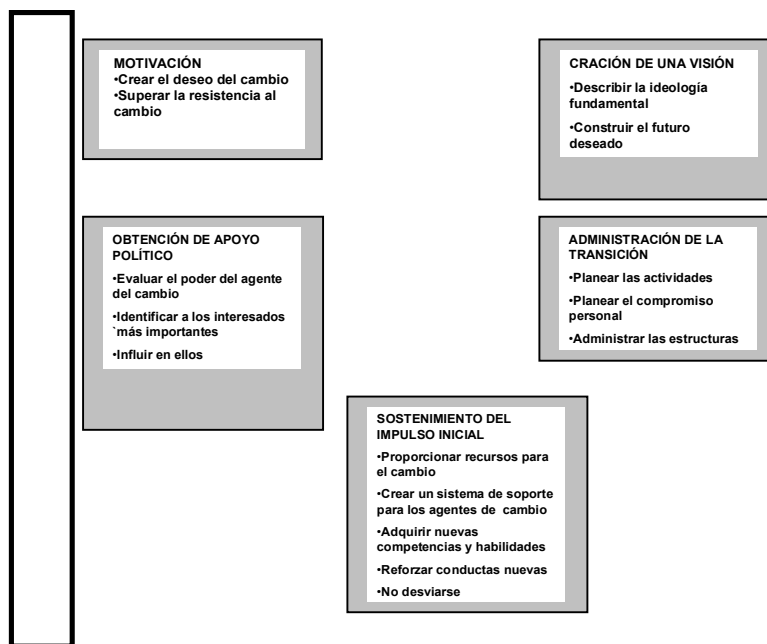 MOTIVACIÓN
•Crear el deseo del cambio
•Superar la resistencia al
cambio
CRACIÓN DE UNA VISIÓN
•Describir la ideología
fundamental
•Construir el futuro
deseado
OBTENCIÓN DE APOYO
POLÍTICO
•Evaluar el poder del agente
del cambio
•Identificar a los interesados
`más importantes
•Influir en ellos
ADMINISTRACIÓN DE LA
TRANSICIÓN
•Planear las actividades
•Planear el compromiso
personal
•Administrar las estructuras
SOSTENIMIENTO DEL
IMPULSO INICIAL
•Proporcionar recursos para
el cambio
•Crear un sistema de soporte
para los agentes de cambio
•Adquirir nuevas
competencias y habilidades
•Reforzar conductas nuevas
•No desviarse